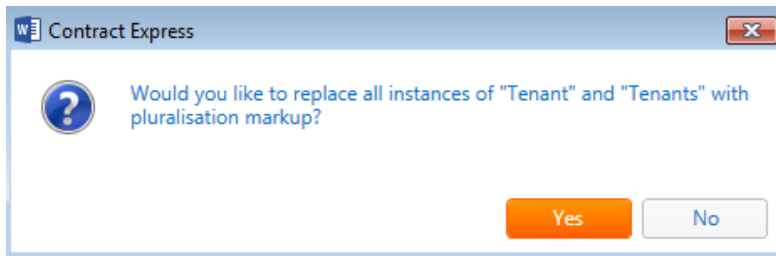 Contract Express
Would you like to replace all instances of "Tenant" and "Tenants" with
pluralisation markup?
Yes No